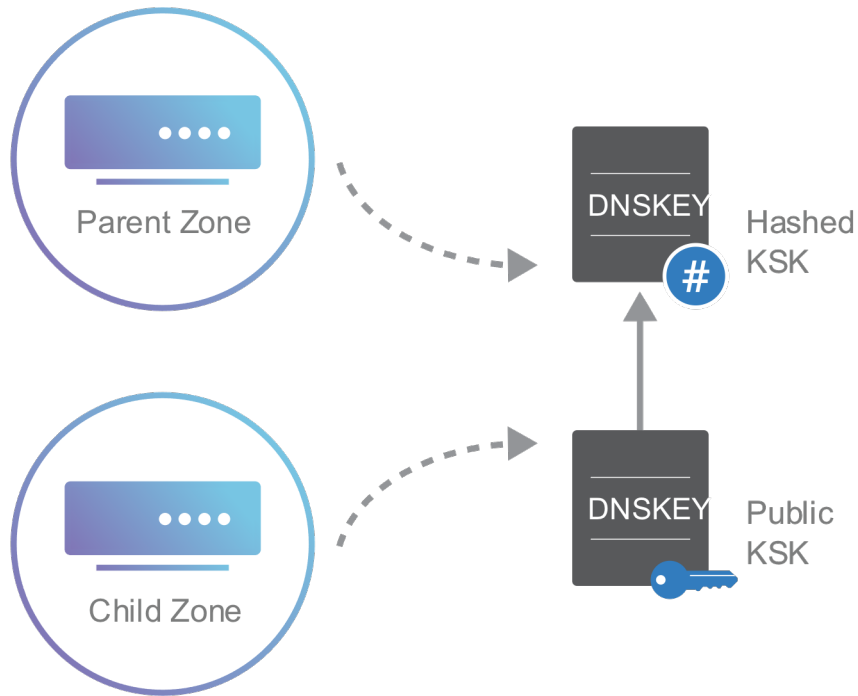 Parent Zone
DNSKEY
#
Hashed
KSK
Child Zone
DNSKEY
Public
KSK